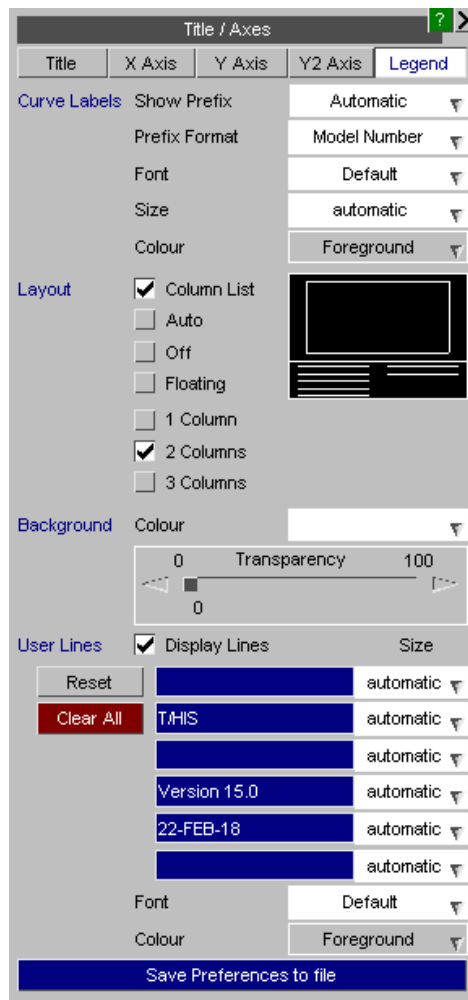 Title / Axes ?
Title X Axis Y Axis Y2 Axis Legend
Curve Labels Show Prefix Automatic
Prefix Format Model Number
Font Default
Size automatic
Colour Foreground
Layout Column List
Auto
Off
Floating
1 Column
2 Columns
3 Columns
Background Colour
0 Transparency 100
0
User Lines Display Lines Size
Reset automatic
Clear All T/HIS automatic
automatic
Version 15.0 automatic
22-FEB-18 automatic
automatic
Font Default
Colour Foreground
Save Preferences to file